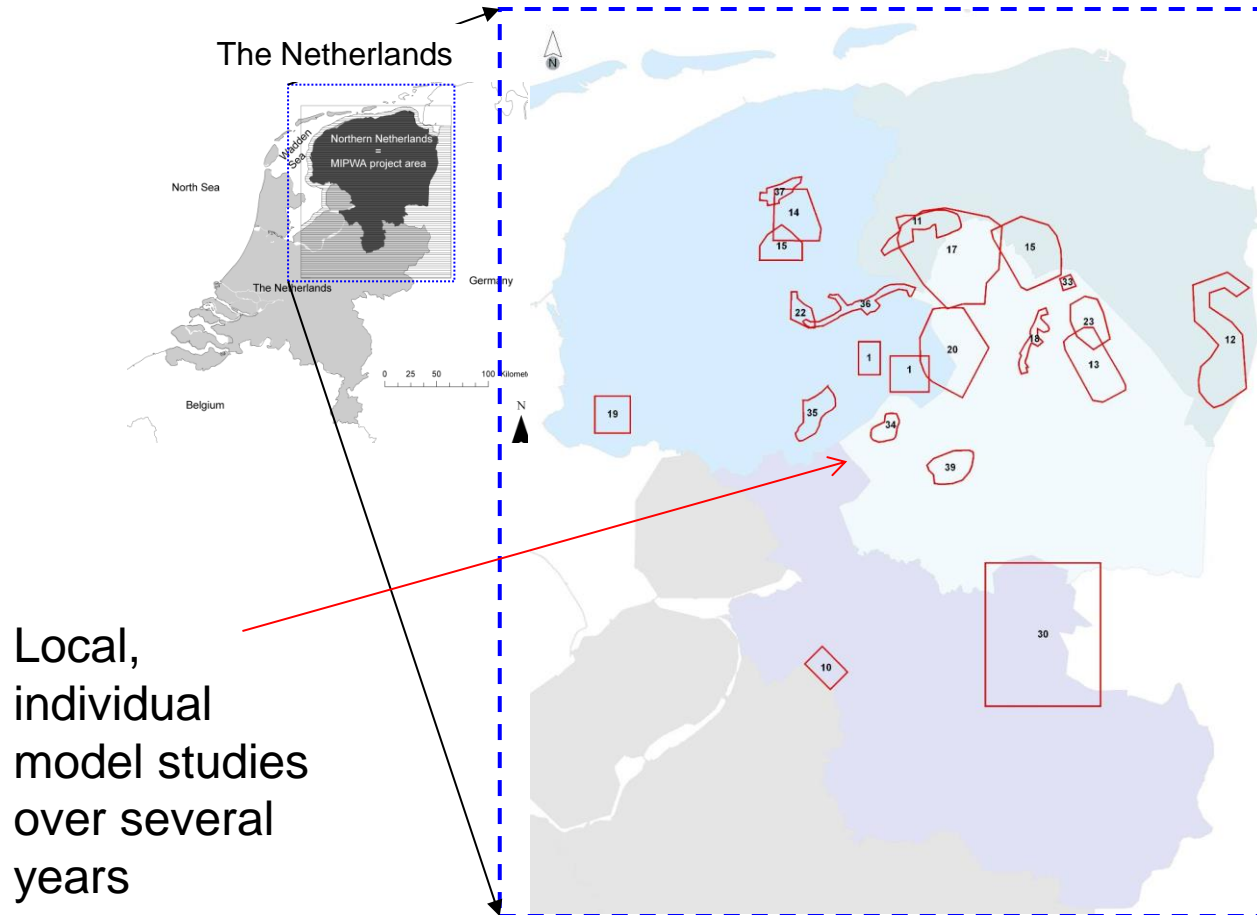 The Netherlands
N
Wadden
Sea
Northern Netherlands
=
MIPWA project area
North Sea
Germany
The Netherlands
0 25 50 100 Kilomete
Belgium
N
37
14
15
11
17
15
33
36
22
23
18
12
20
13
1
1
19
35
34
39
30
10
Local,
individual
model studies
over several
years